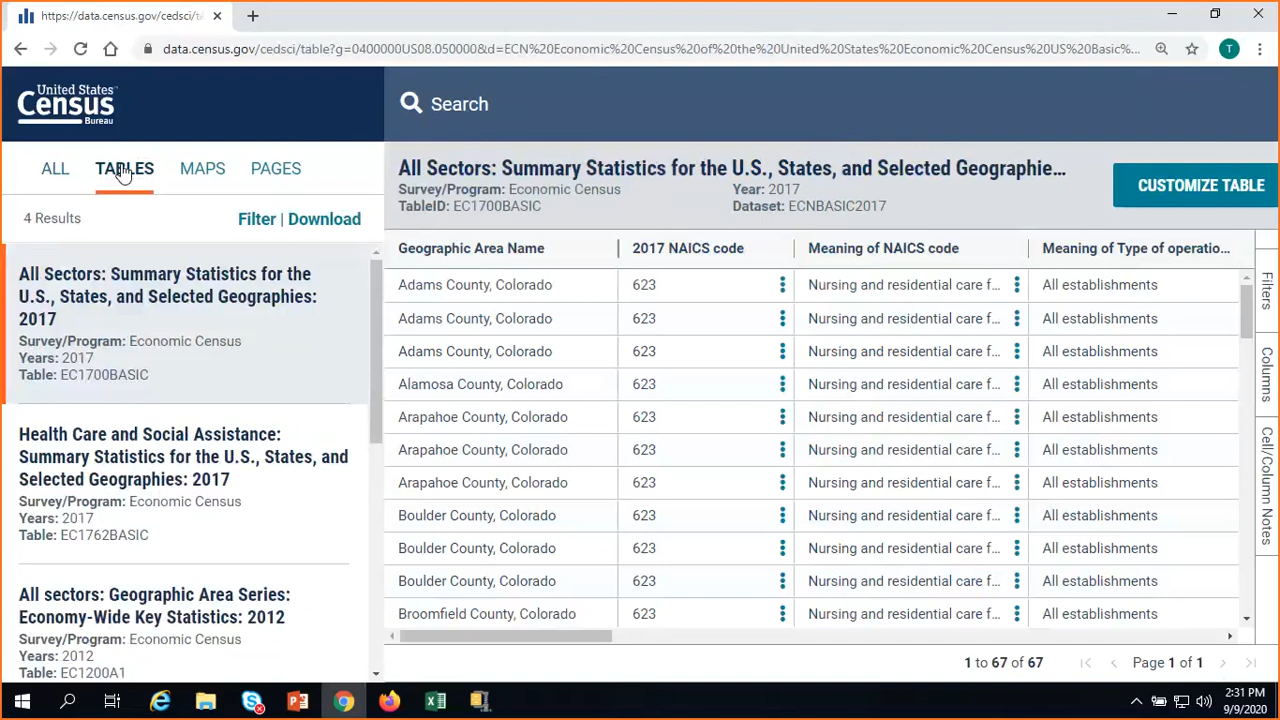 https://data.census.gov/cedsci/t
data.census.gov/cedsci/table?g=0400000US08.050000&d=ECN%20Economic%20Census%20of%20the%20United%20States%20Economic%20Census%20US%20Basic%...
T
United States
Census
Bureau
Search
ALL TABLES MAPS PAGES
4 Results
Filter | Download
All Sectors: Summary Statistics for the
U.S., States, and Selected Geographies:
2017
Survey/Program: Economic Census
Years: 2017
Table: EC1700BASIC
Health Care and Social Assistance:
Summary Statistics for the U.S., States, and
Selected Geographies: 2017
Survey/Program: Economic Census
Years: 2017
Table: EC1762BASIC
All sectors: Geographic Area Series:
Economy-Wide Key Statistics: 2012
Survey/Program: Economic Census
Years: 2012
Table: EC1200A1
All Sectors: Summary Statistics for the U.S., States, and Selected Geographie...
Survey/Program: Economic Census Year: 2017
TableID: EC1700BASIC Dataset: ECNBASIC2017
CUSTOMIZE TABLE
Geographic Area Name 2017 NAICS code Meaning of NAICS code Meaning of Type of operatio...
Adams County, Colorado 623 Nursing and residential care f... All establishments
Adams County, Colorado 623 Nursing and residential care f... All establishments
Adams County, Colorado 623 Nursing and residential care f... All establishments
Alamosa County, Colorado 623 Nursing and residential care f... All establishments
Arapahoe County, Colorado 623 Nursing and residential care f... All establishments
Arapahoe County, Colorado 623 Nursing and residential care f... All establishments
Arapahoe County, Colorado 623 Nursing and residential care f... All establishments
Boulder County, Colorado 623 Nursing and residential care f... All establishments
Boulder County, Colorado 623 Nursing and residential care f... All establishments
Boulder County, Colorado 623 Nursing and residential care f... All establishments
Broomfield County, Colorado 623 Nursing and residential care f... All establishments
Filters
Columns
Cell/Column Notes
1 to 67 of 67 Page 1 of 1
2:31 PM
9/9/2020